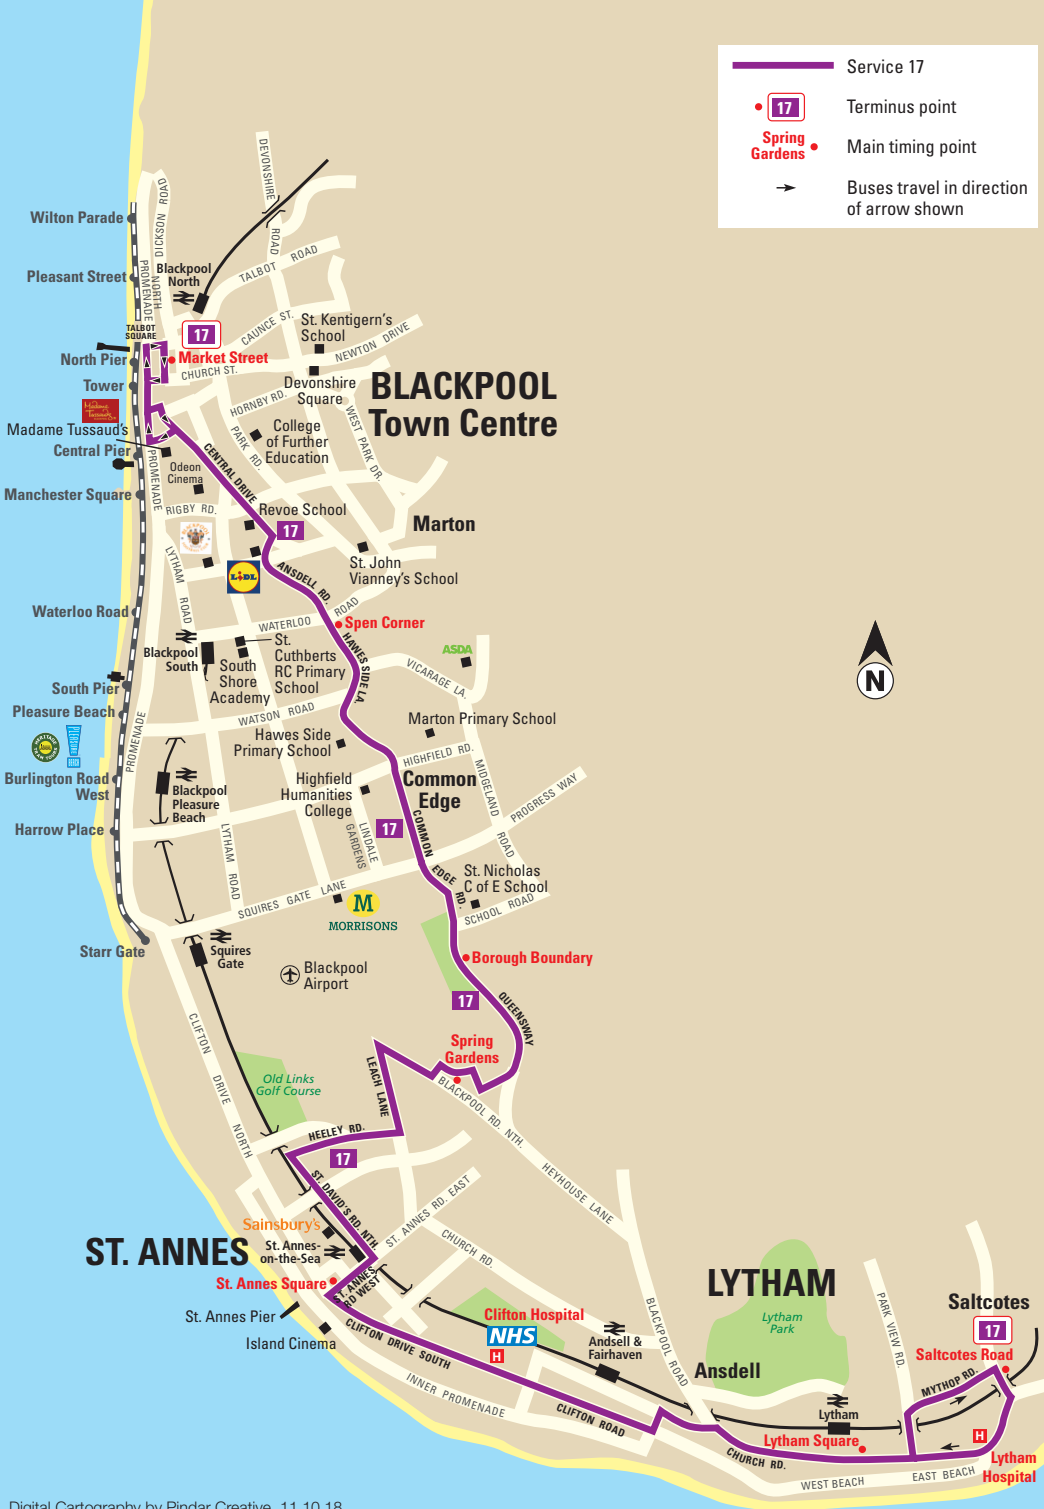 Service 17
17
Terminus point
Spring
Gardens
Main timing point
Buses travel in direction
of arrow shown
DEVONSHIRE
ROAD
DICKSON ROAD
Wilton Parade
Pleasant Street
NORTH
PROMENADE
Blackpool
North
TALBOT ROAD
TALBOT
SQUARE
17
CAUNCE ST.
St. Kentigern's
School
NEWTON DRIVE
North Pier
Market Street
CHURCH ST.
Tower
Devonshire
Square
BLACKPOOL
Town Centre
Madame Tussaud's
HORNBY RD.
WEST PARK DR.
PARK RD.
College
of Further
Education
Central Pier
CENTRAL DRIVE
Odeon
Cinema
PROMENADE
Manchester Square
RIGBY RD.
Revoe School
17
Marton
LYTHAM
ROAD
LIDL
ANSDELL RD.
St. John
Vianney's School
Waterloo Road
WATERLOO ROAD
Spen Corner
Blackpool
South
St.
Cuthberts
RC Primary
School
South
Shore
Academy
HAWES SIDE LA.
ASDA
VICARAGE LA.
South Pier
Pleasure Beach
PROMENADE
WATSON ROAD
Marton Primary School
Hawes Side
Primary School
HIGHFIELD RD.
MIDGELAND
ROAD
Burlington Road
West
Blackpool
Pleasure
Beach
Highfield
Humanities
College
Common
Edge
PROGRESS WAY
Harrow Place
LYTHAM ROAD
LINDALE
GARDENS
17
COMMON
EDGE RD.
St. Nicholas
C of E School
SCHOOL ROAD
SQUIRES GATE LANE
M
MORRISONS
Starr Gate
Squires
Gate
Blackpool
Airport
Borough Boundary
17
QUEENSWAY
N
CLIFTON
DRIVE
NORTH
Spring
Gardens
LEACH LANE
Old Links
Golf Course
BLACKPOOL RD. NTH.
HEELEY RD.
17
HEYHOUSE LANE
ST. DAVID'S RD. NTH.
ST. ANNES RD. EAST
Sainsbury's
ST. ANNES
St. Annes-
on-the-Sea
CHURCH RD.
St. Annes Square
ST. ANNES
RD WEST
St. Annes Pier
Island Cinema
CLIFTON DRIVE SOUTH
INNER PROMENADE
Clifton Hospital
NHS
H
Andsell &
Fairhaven
BLACKPOOL ROAD
LYTHAM
Lytham
Park
PARK VIEW RD.
Saltcotes
17
Saltcotes Road
Ansdell
MYTHOP RD.
CLIFTON ROAD
Lytham
Lytham Square
CHURCH RD.
H
Lytham
Hospital
WEST BEACH
EAST BEACH
Digital Cartography by Pindar Creative 11.10.18